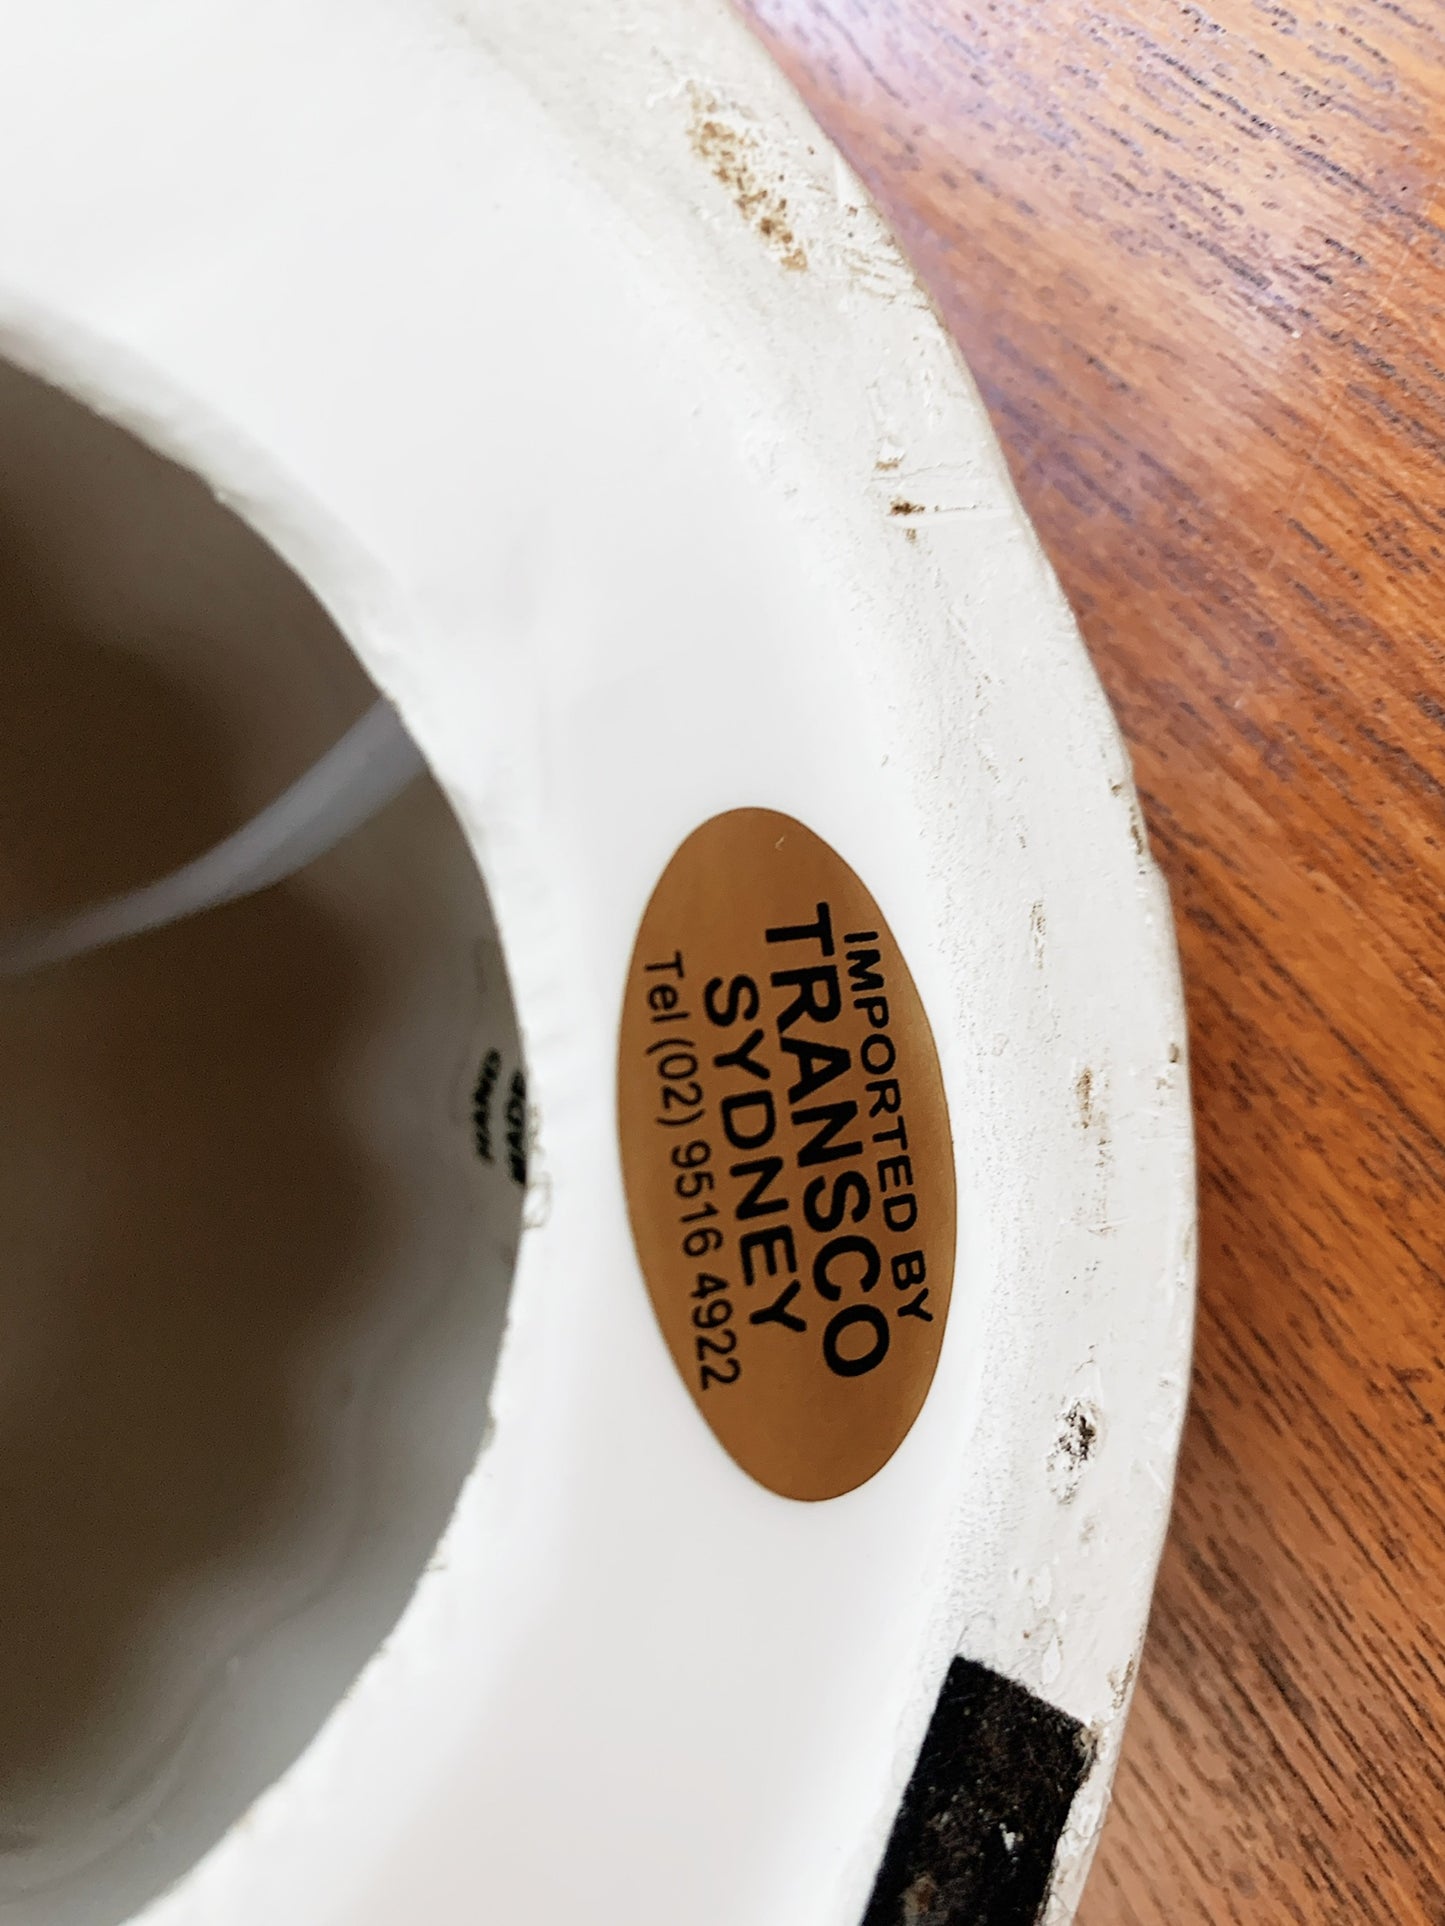 IMPORTED BY
TRANSCO
SYDNEY
Tel (02) 9516 4922